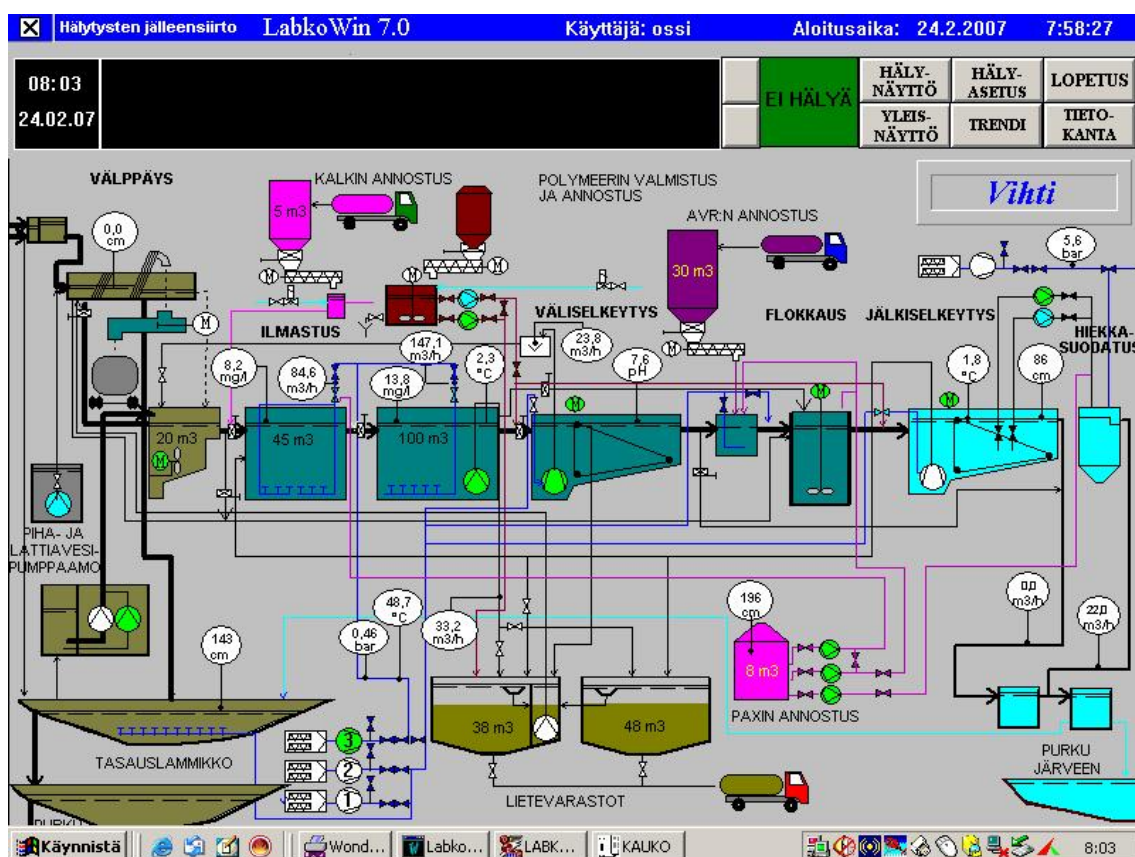 Hälytysten jälleensiirto LabkoWin 7.0 Käyttäjä: ossi Aloitusaika: 24.2.2007 7:58:27
08:03
24.02.07
EI HÄLYÄ
HÄLY-
NÄYTTÖ
HÄLY-
ASETUS
LOPETUS
YLEIS-
NÄYTTÖ
TRENDI
TIETO-
KANTA
Vihti
VÄLPPÄYS
KALKIN ANNOSTUS
POLYMEERIN VALMISTUS
JA ANNOSTUS
AVR:N ANNOSTUS
0,0
cm
5 m3
30 m3
5,6
bar
M
M
M
M
M
ILMASTUS
VÄLISELKEYTYS
FLOKKAUS
JÄLKISELKEYTYS
HIEKKA-
SUODATUS
8,2
mg/l
84,6
m3/h
147,1
m3/h
13,8
mg/l
2,3
°C
23,8
m3/h
7,6
pH
1,8
°C
86
cm
M
M
M
20 m3
45 m3
100 m3
M
PIHA- JA
LATTIAVESI-
PUMPPAAMO
143
cm
0,46
bar
48,7
°C
33,2
m3/h
196
cm
0,0
m3/h
22,0
m3/h
8 m3
PAXIN ANNOSTUS
38 m3
48 m3
TASAUSLAMMIKKO
3
2
1
LIETEVARASTOT
PURKU
JÄRVEEN
PURKU
Käynnistä
Wond...
Labko...
LABK...
KAUKO
8:03